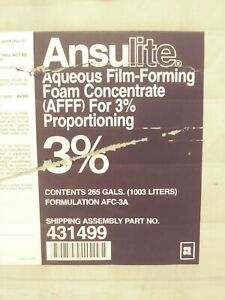 Ansulite®
Aqueous Film-Forming
Foam Concentrate
(AFFF) For 3%
Proportioning
3%
CONTENTS 265 GALS. (1003 LITERS)
FORMULATION AFC-3A
SHIPPING ASSEMBLY PART NO.
431499